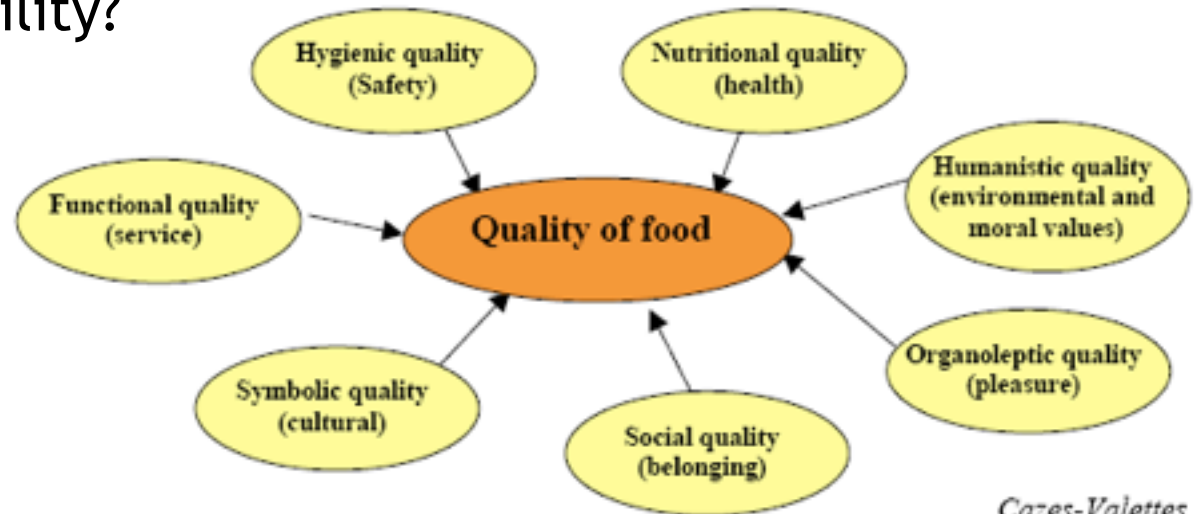 Hygienic quality
(Safety)
Nutritional quality
(health)
Humanistic quality
(environmental and
moral values)
Functional quality
(service)
Quality of food
Organoleptic quality
(pleasure)
Symbolic quality
(cultural)
Social quality
(belonging)
Cazes-Valettes